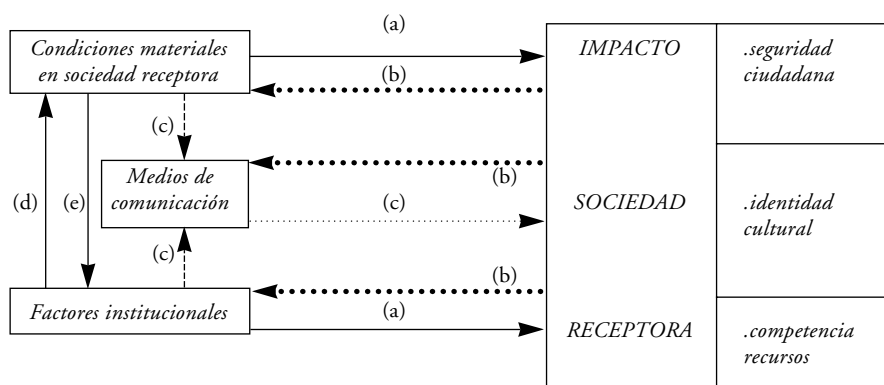 (a)
Condiciones materiales
en sociedad receptora
IMPACTO
.seguridad
ciudadana
(b)
(c)
Medios de
comunicación
(b)
(d)
(e)
(c)
SOCIEDAD
.identidad
cultural
(c)
(b)
Factores institucionales
(a)
RECEPTORA
.competencia
recursos